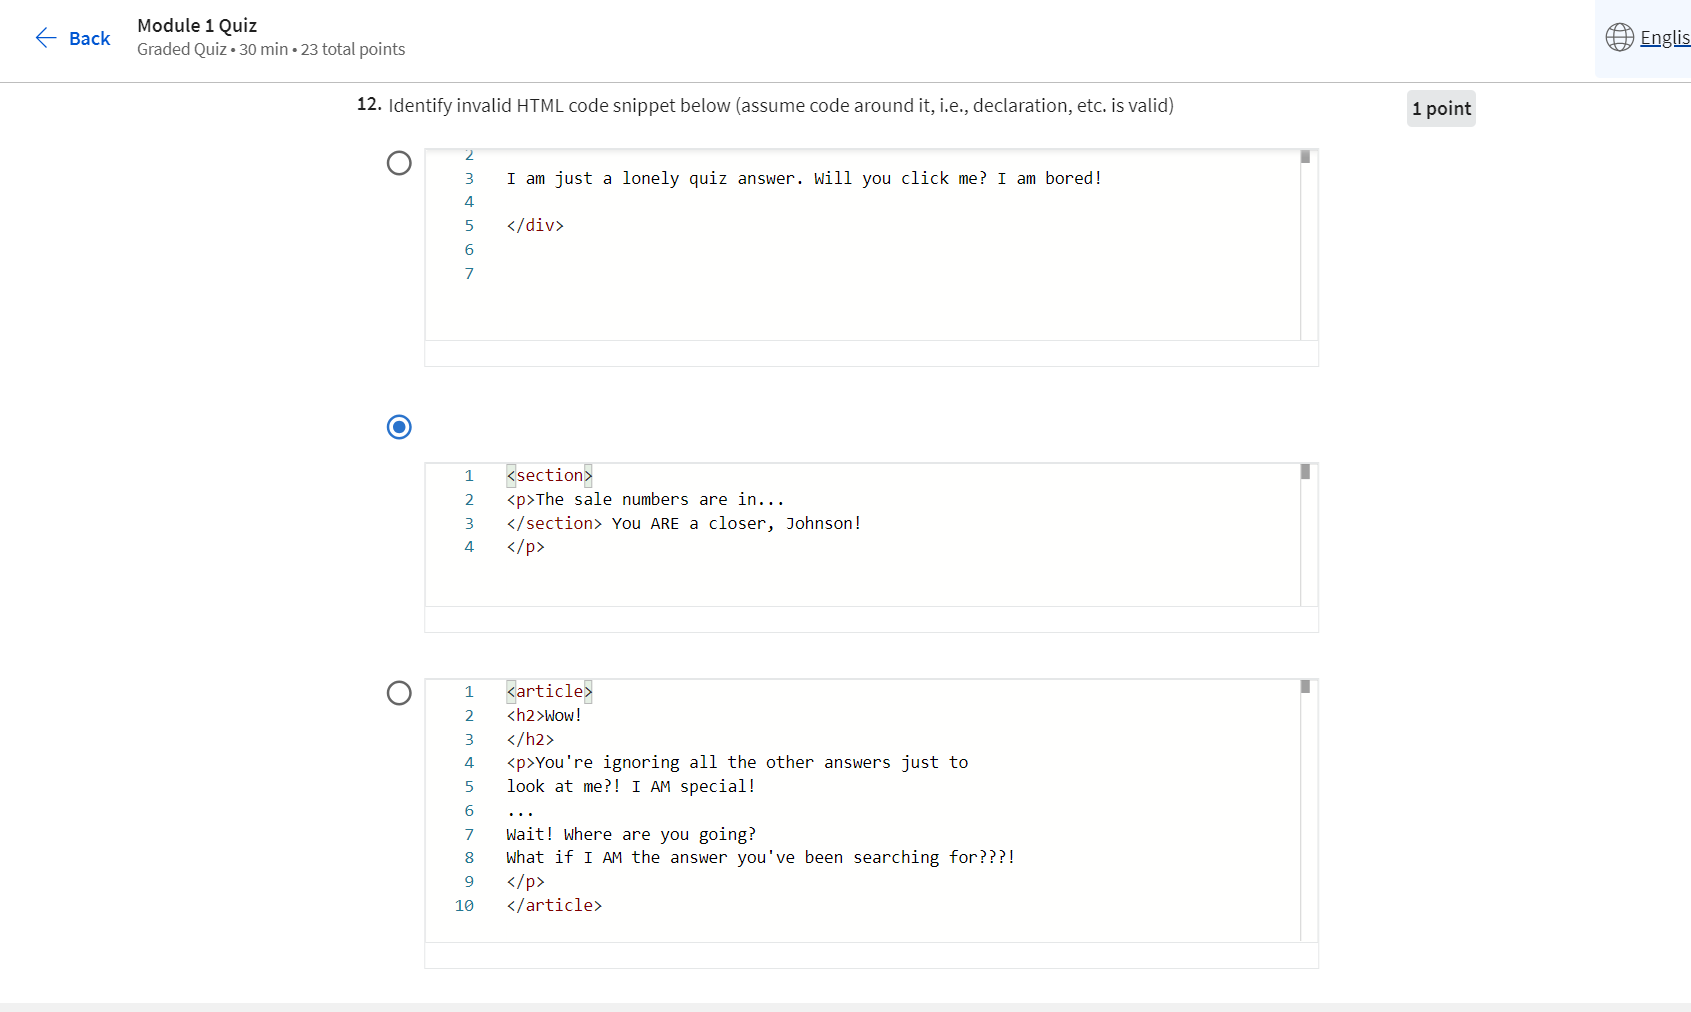 Back
Module 1 Quiz
Graded Quiz • 30 min • 23 total points
Englis
12. Identify invalid HTML code snippet below (assume code around it, i.e., declaration, etc. is valid)
1 point
2
3 I am just a lonely quiz answer. Will you click me? I am bored!
4
5 </div>
6
7
1 <section>
2 <p>The sale numbers are in...
3 </section> You ARE a closer, Johnson!
4 </p>
1 <article>
2 <h2>Wow!
3 </h2>
4 <p>You're ignoring all the other answers just to
5 look at me?! I AM special!
6 ...
7 Wait! Where are you going?
8 What if I AM the answer you've been searching for???!
9 </p>
10 </article>